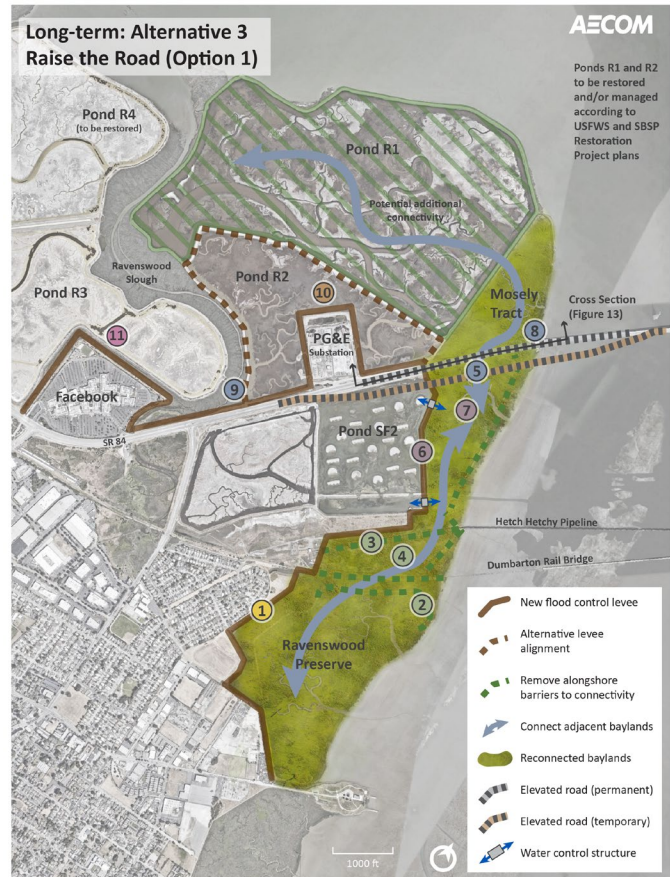 Long-term: Alternative 3
Raise the Road (Option 1)
AECOM
Ponds R1 and R2
to be restored
and/or managed
according to
USFWS and SBSP
Restoration
Project plans
Pond R4
(to be restored)
Pond R1
Potential additional
connectivity
Ravenswood
Slough
Pond R2
Pond R3
10
Mosely
Tract
Cross Section
(Figure 13)
11
PG&E
Substation
8
Facebook
9
5
7
SR 84
Pond SF2
6
Hetch Hetchy Pipeline
3
4
Dumbarton Rail Bridge
1
2
Ravenswood
Preserve
New flood control levee
Alternative levee
alignment
Remove alongshore
barriers to connectivity
Connect adjacent baylands
Reconnected baylands
Elevated road (permanent)
Elevated road (temporary)
Water control structure
1000 ft